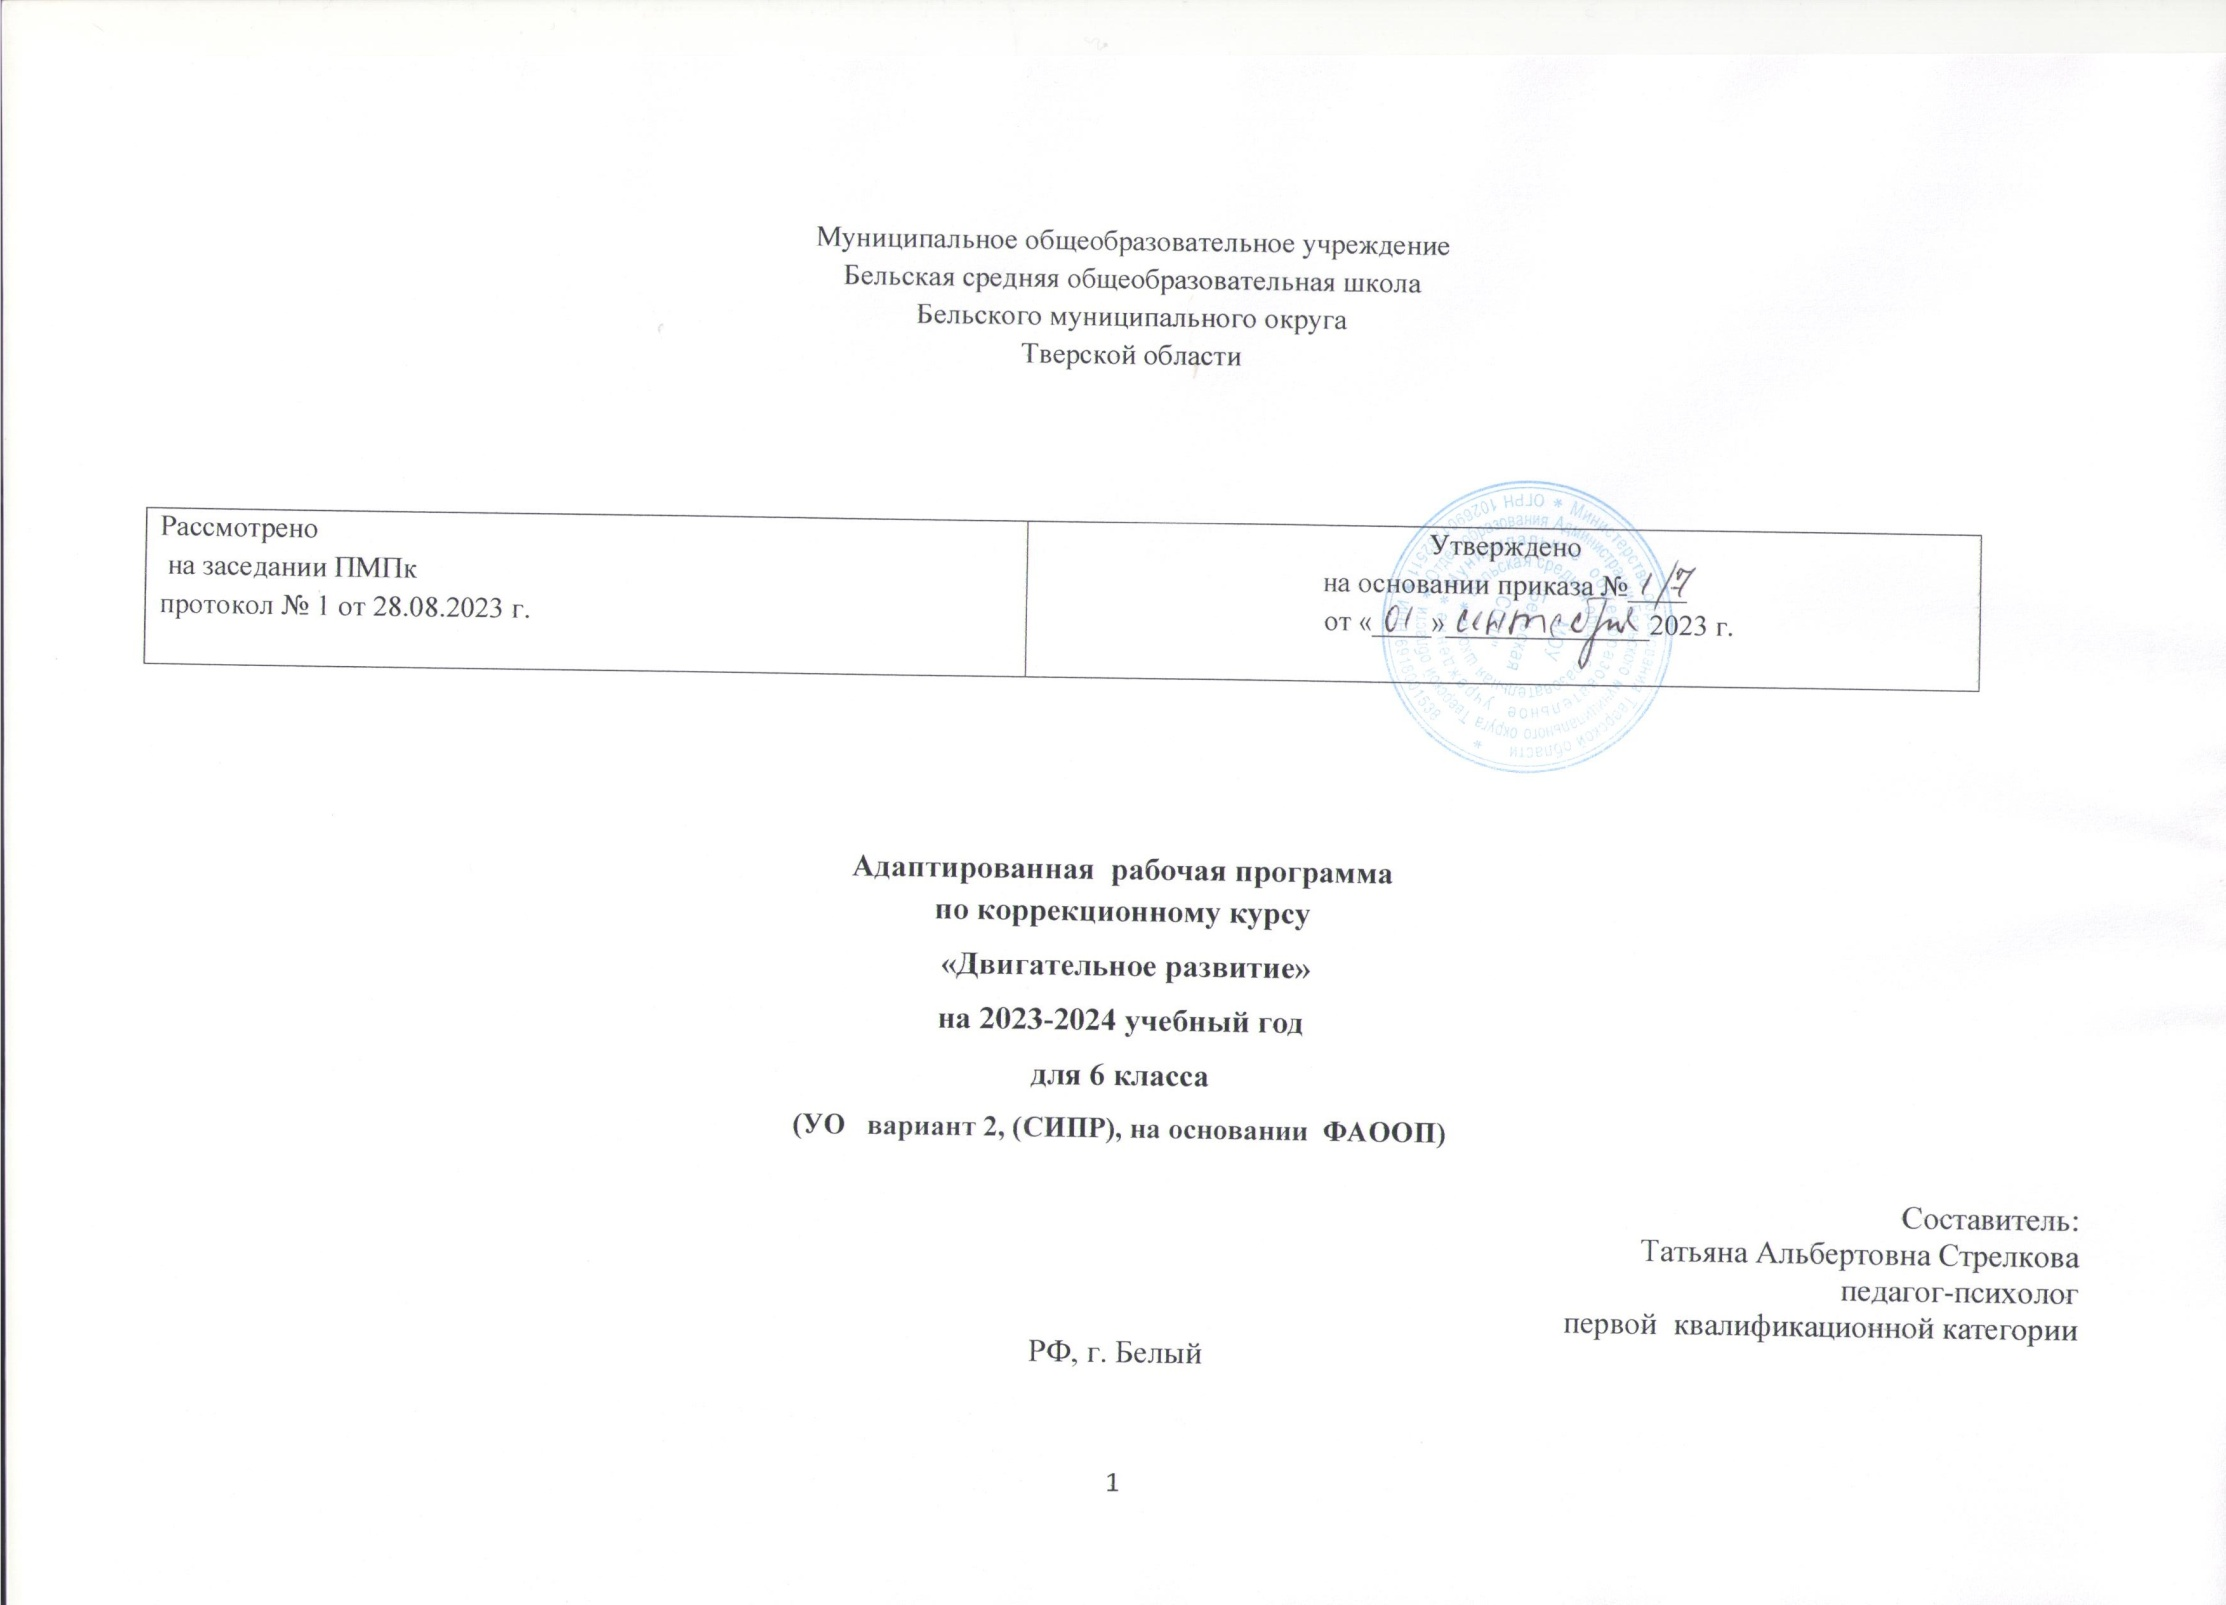 Муниципальное общеобразовательное учреждение
Бельская средняя общеобразовательная школа
Бельского муниципального округа
Тверской области
Рассмотрено
на заседании ПМПк
протокол № 1 от 28.08.2023 г.
Утверждено
на основании приказа № 1/7
от « 01 » сентября 2023 г.
Адаптированная рабочая программа
по коррекционному курсу
«Двигательное развитие»
на 2023-2024 учебный год
для 6 класса
(УО вариант 2, (СИПР), на основании ФАООП)
Составитель:
Татьяна Альбертовна Стрелкова
педагог-психолог
первой квалификационной категории
РФ, г. Белый
1